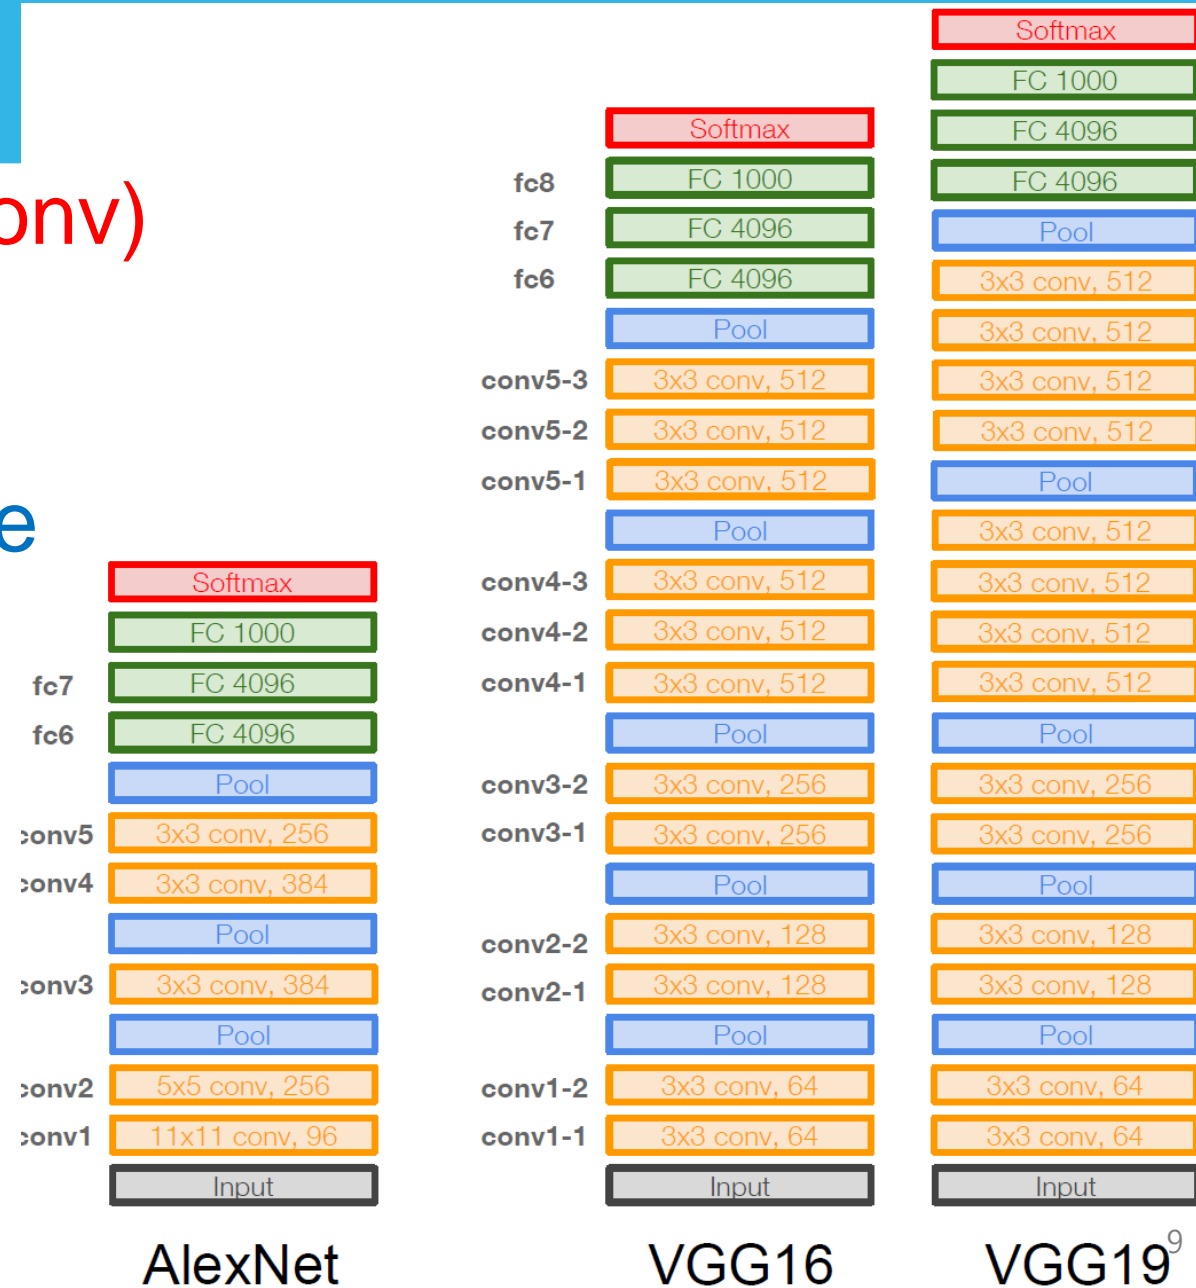 onv)
e
Softmax
FC 1000
fc7 FC 4096
fc6 FC 4096
Pool
conv5 3x3 conv, 256
conv4 3x3 conv, 384
Pool
conv3 3x3 conv, 384
Pool
conv2 5x5 conv, 256
conv1 11x11 conv, 96
Input
AlexNet
Softmax
fc8 FC 1000
fc7 FC 4096
fc6 FC 4096
Pool
conv5-3 3x3 conv, 512
conv5-2 3x3 conv, 512
conv5-1 3x3 conv, 512
Pool
conv4-3 3x3 conv, 512
conv4-2 3x3 conv, 512
conv4-1 3x3 conv, 512
Pool
conv3-2 3x3 conv, 256
conv3-1 3x3 conv, 256
Pool
conv2-2 3x3 conv, 128
conv2-1 3x3 conv, 128
Pool
conv1-2 3x3 conv, 64
conv1-1 3x3 conv, 64
Input
VGG16
Softmax
FC 1000
FC 4096
FC 4096
Pool
3x3 conv, 512
3x3 conv, 512
3x3 conv, 512
3x3 conv, 512
Pool
3x3 conv, 512
3x3 conv, 512
3x3 conv, 512
3x3 conv, 512
Pool
3x3 conv, 256
3x3 conv, 256
Pool
3x3 conv, 128
3x3 conv, 128
Pool
3x3 conv, 64
3x3 conv, 64
Input
VGG19
9